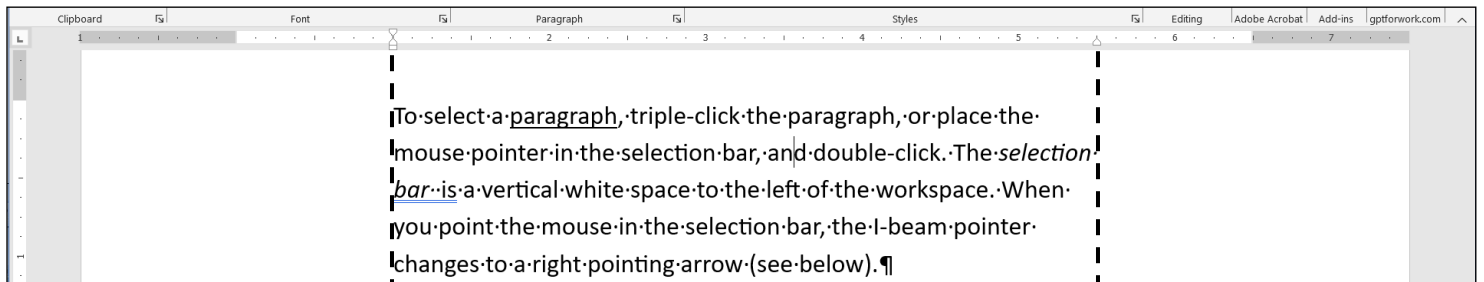 Clipboard Font Paragraph Styles Editing Adobe Acrobat Add-ins gptforwork.com
1 2 3 4 5 6 7
To·select·a·paragraph,·triple-click·the·paragraph,·or·place·the·
mouse·pointer·in·the·selection·bar,·and·double-click.·The·selection·
bar··is·a·vertical·white·space·to·the·left·of·the·workspace.·When·
you·point·the·mouse·in·the·selection·bar,·the·I-beam·pointer·
changes·to·a·right·pointing·arrow·(see·below).¶
1